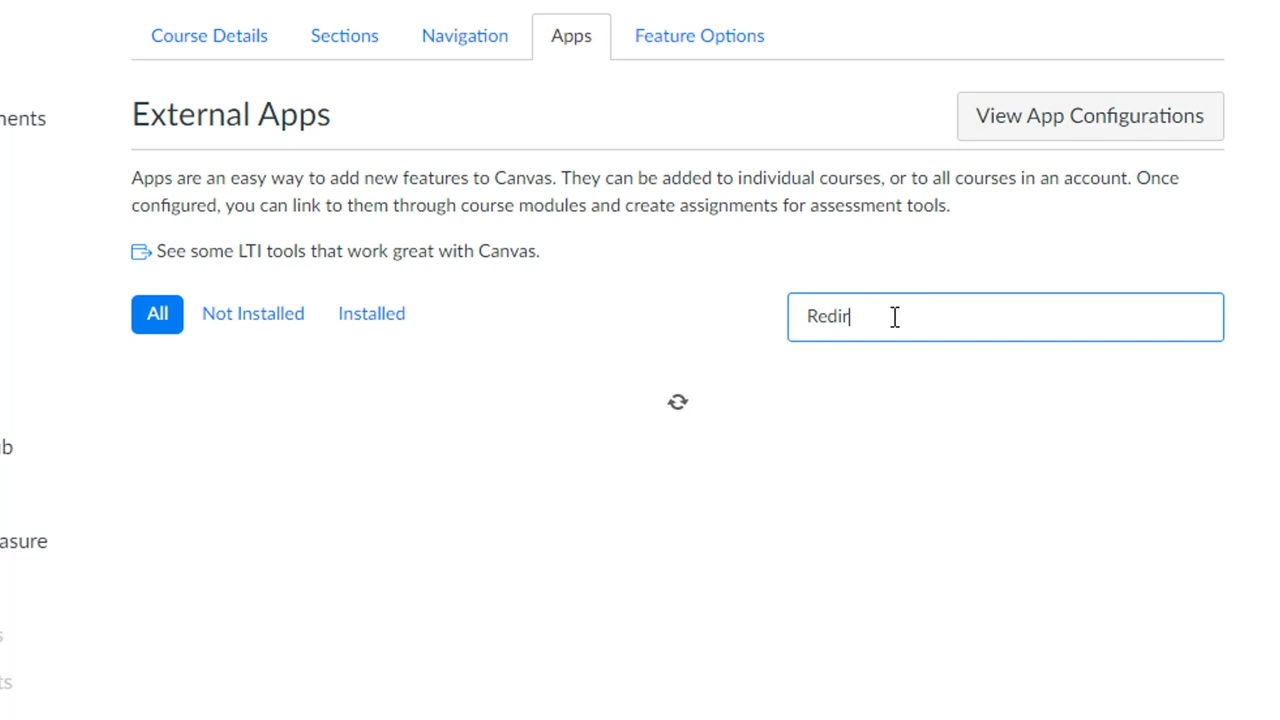 Course Details Sections Navigation Apps Feature Options
External Apps
View App Configurations
Apps are an easy way to add new features to Canvas. They can be added to individual courses, or to all courses in an account. Once
configured, you can link to them through course modules and create assignments for assessment tools.
See some LTI tools that work great with Canvas.
All Not Installed Installed
Redir